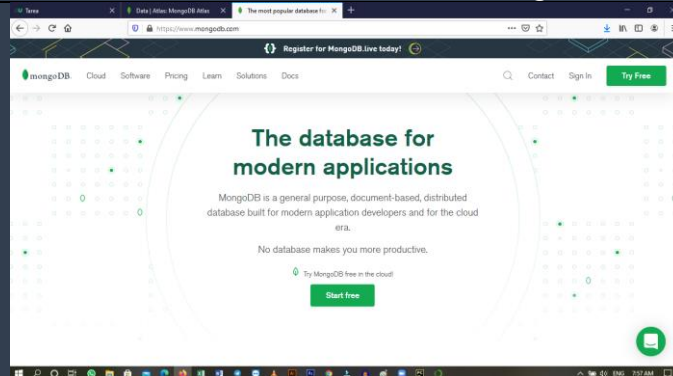 Data | Atlas: MongoDB Atlas
The most popular database fo
https://www.mongodb.com
Register for MongoDB.live today!
mongoDB. Cloud Software Pricing Learn Solutions Docs Contact Sign In Try Free
The database for
modern applications
MongoDB is a general purpose, document-based, distributed
database built for modern application developers and for the cloud
era.
No database makes you more productive.
Try MongoDB free in the cloud!
Start free
ENG 7:57 AM